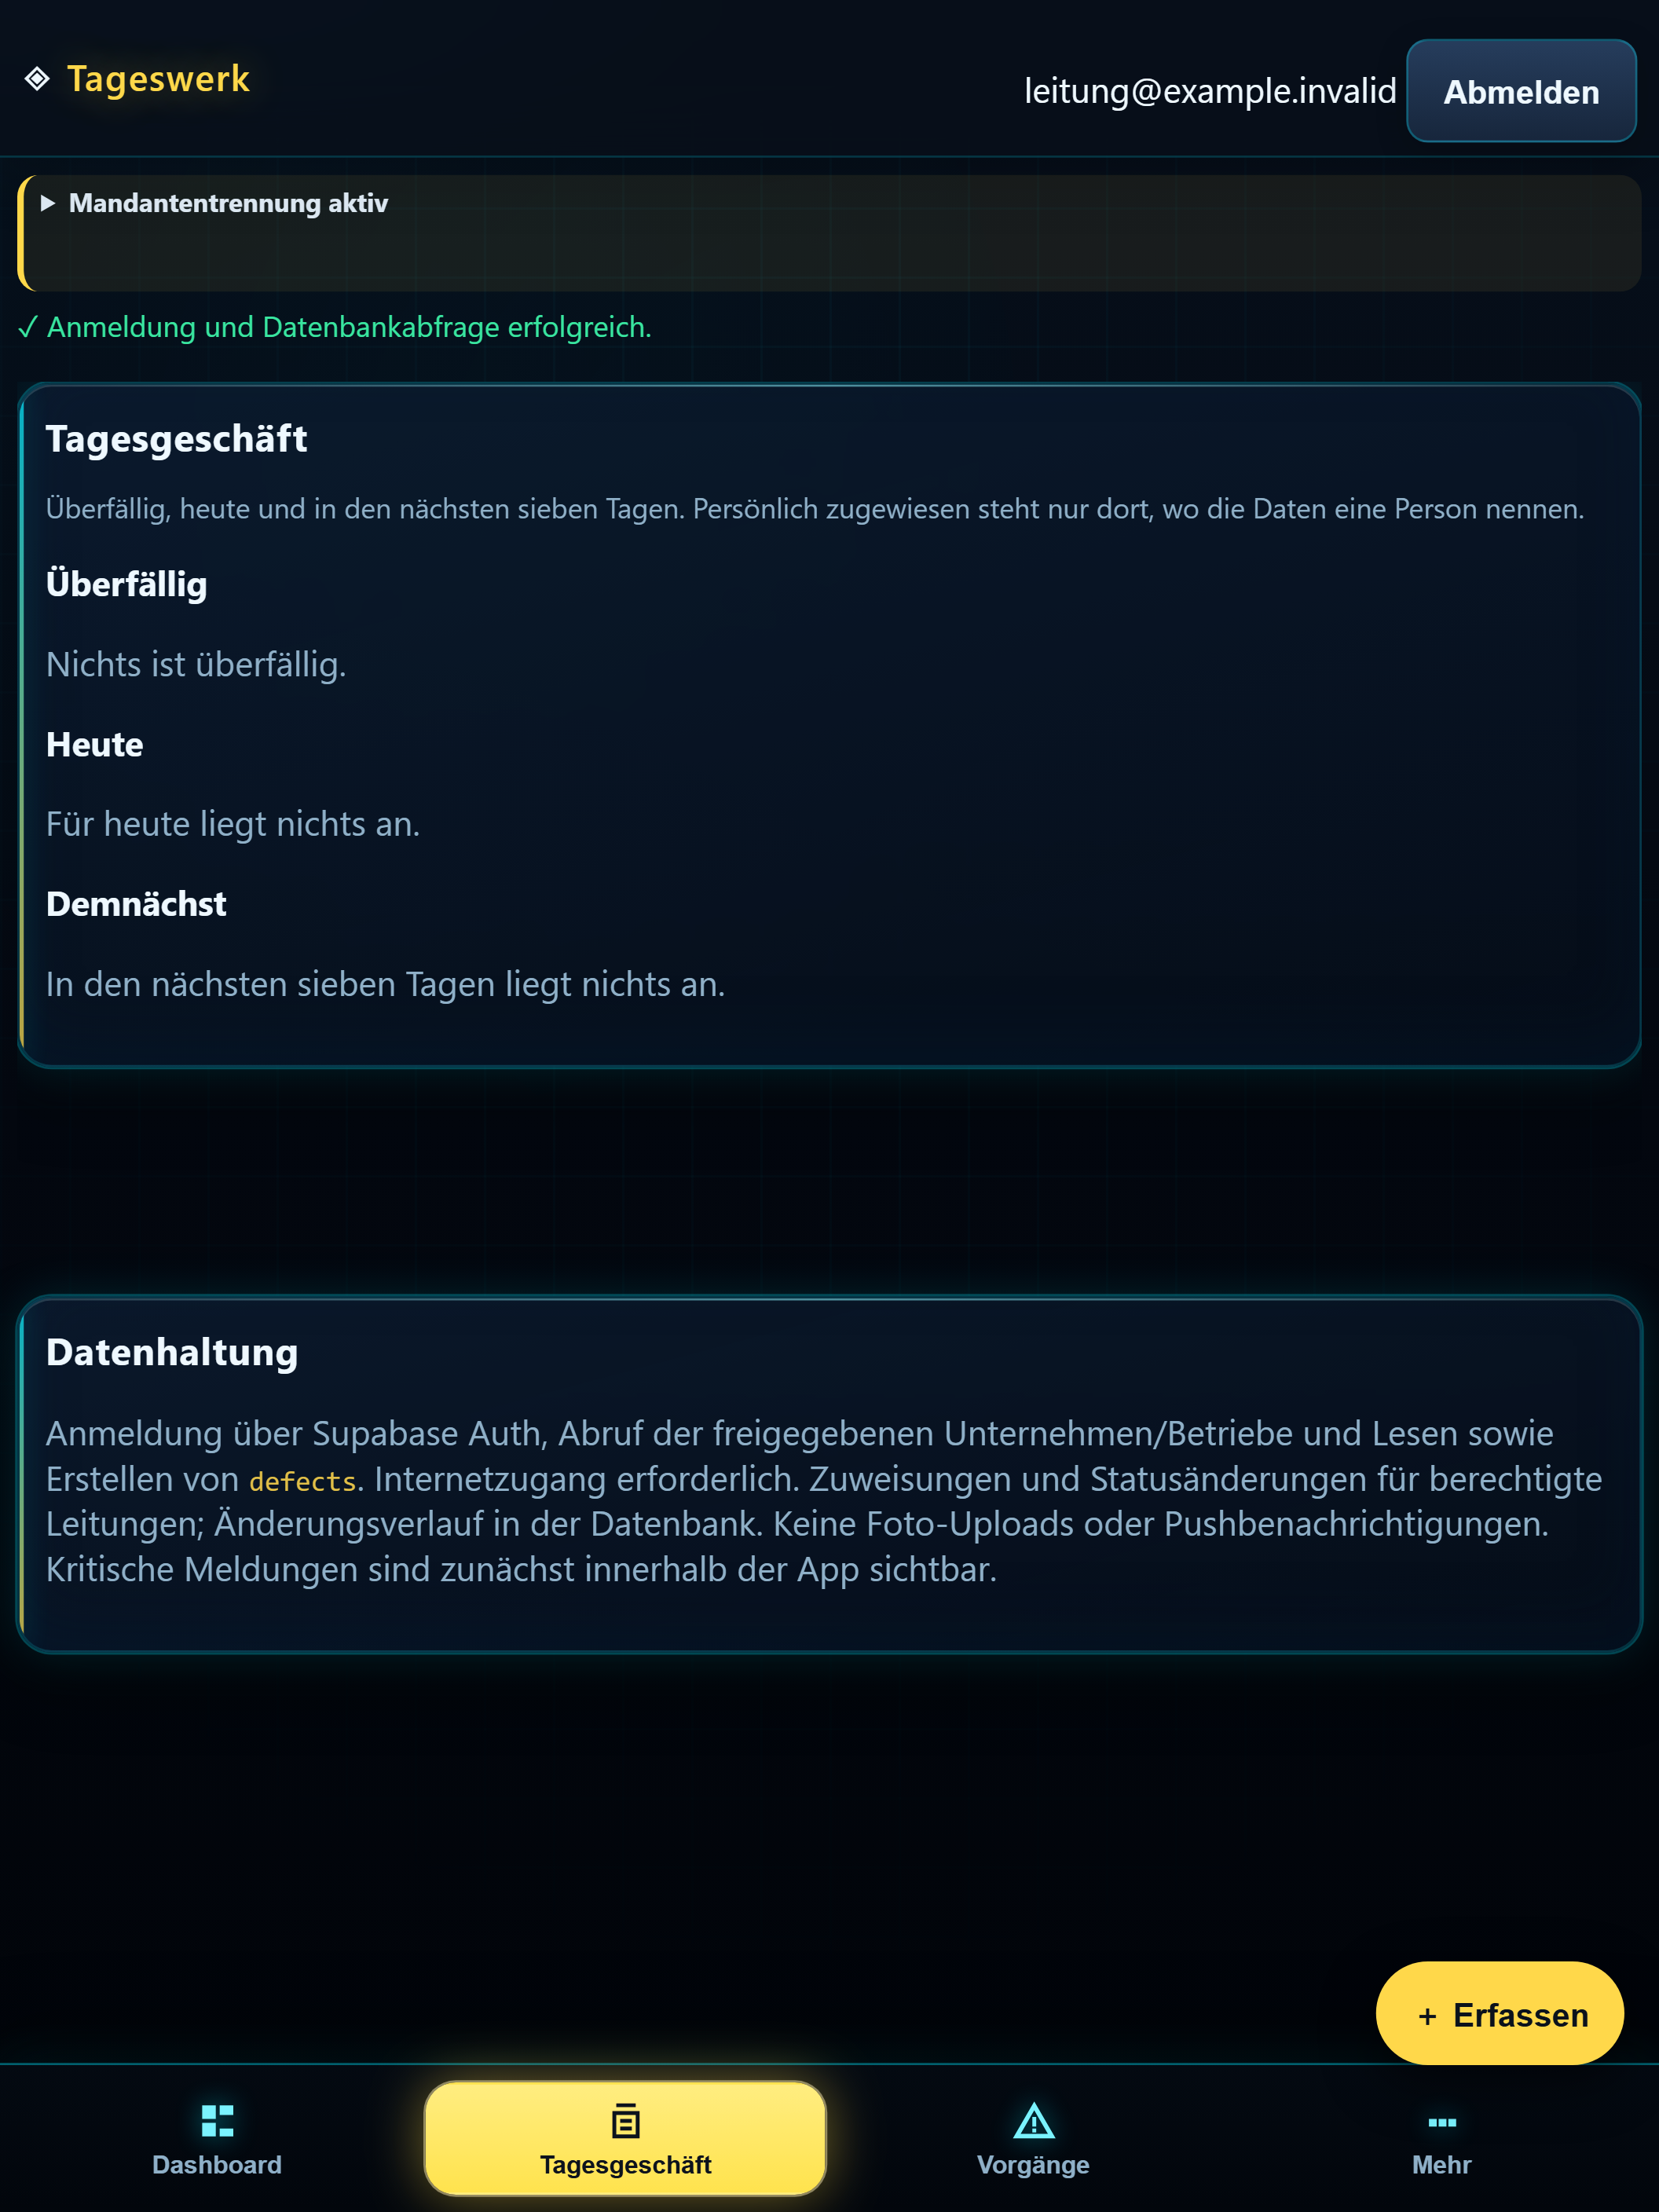 Tageswerk
leitung@example.invalid
Abmelden
Mandantentrennung aktiv
✓ Anmeldung und Datenbankabfrage erfolgreich.
Tagesgeschäft
Überfällig, heute und in den nächsten sieben Tagen. Persönlich zugewiesen steht nur dort, wo die Daten eine Person nennen.
Überfällig
Nichts ist überfällig.
Heute
Für heute liegt nichts an.
Demnächst
In den nächsten sieben Tagen liegt nichts an.
Datenhaltung
Anmeldung über Supabase Auth, Abruf der freigegebenen Unternehmen/Betriebe und Lesen sowie
Erstellen von defects. Internetzugang erforderlich. Zuweisungen und Statusänderungen für berechtigte
Leitungen; Änderungsverlauf in der Datenbank. Keine Foto-Uploads oder Pushbenachrichtigungen.
Kritische Meldungen sind zunächst innerhalb der App sichtbar.
+ Erfassen
Dashboard
Tagesgeschäft
Vorgänge
Mehr